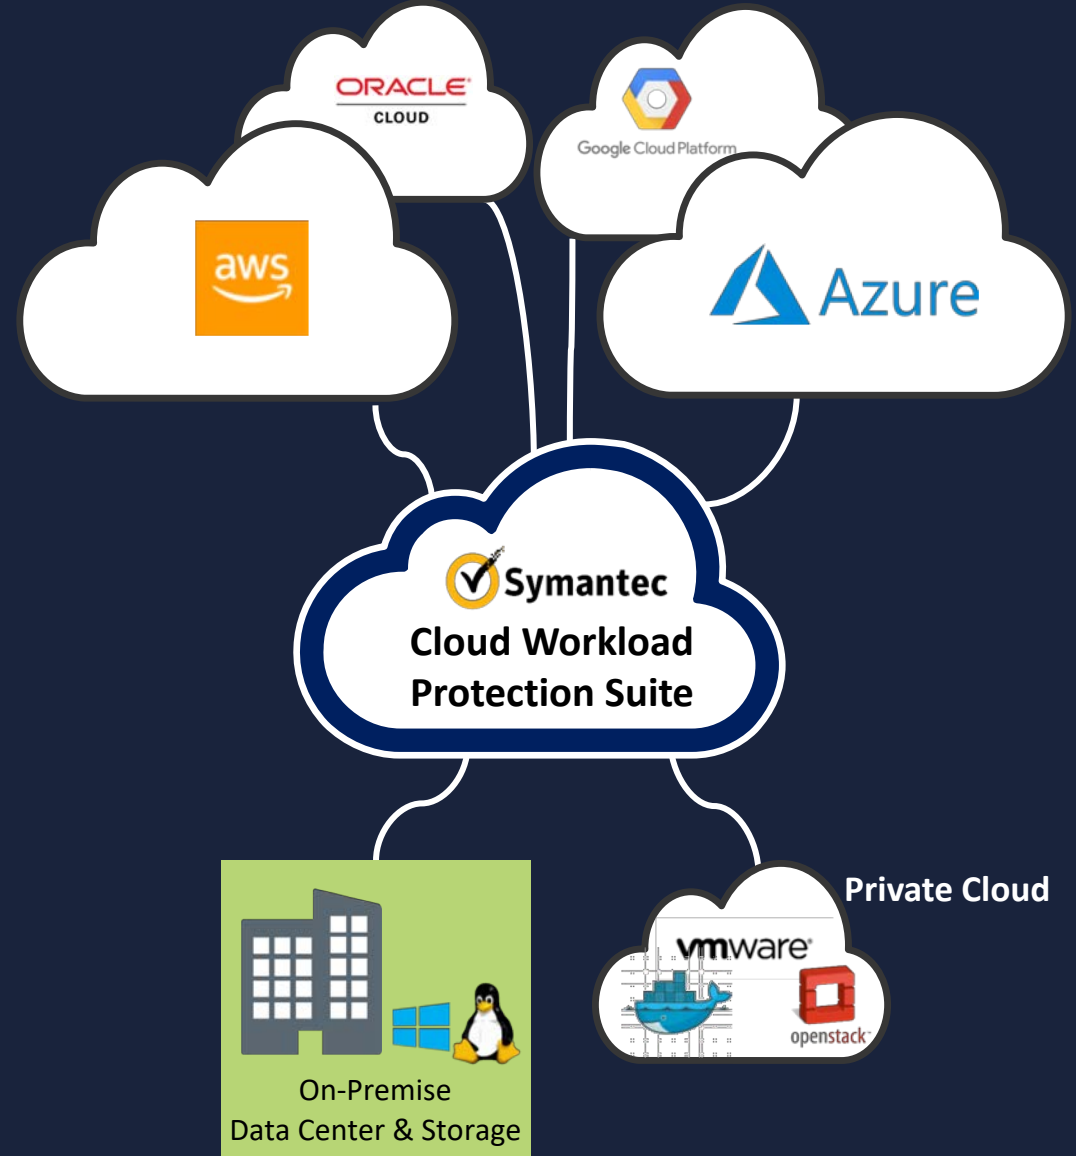 ORACLE®
CLOUD
Google Cloud Platform
aws
Azure
Symantec
Cloud Workload
Protection Suite
Private Cloud
vmware®
openstack™
On-Premise
Data Center & Storage